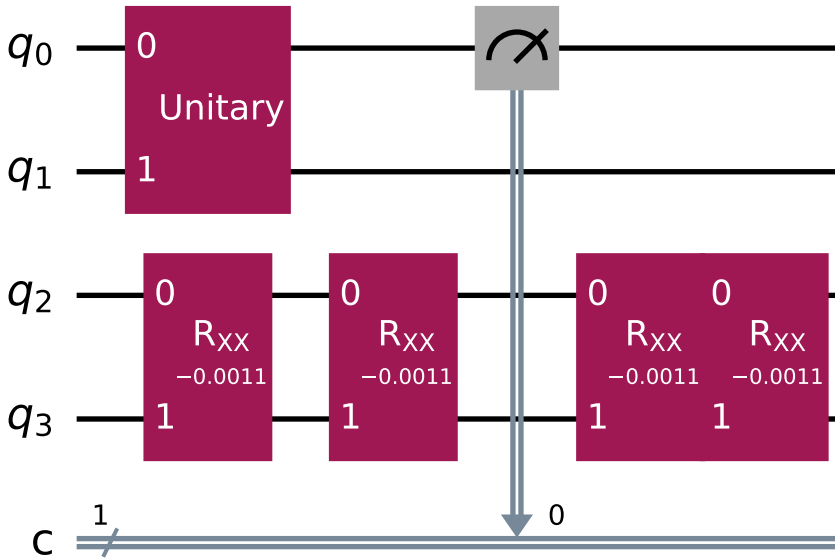 q0 0
Unitary
q1 1
q2 0 0 0 0
RXX RXX RXX RXX
−0.0011 −0.0011 −0.0011 −0.0011
q3 1 1 1 1
1 0
c